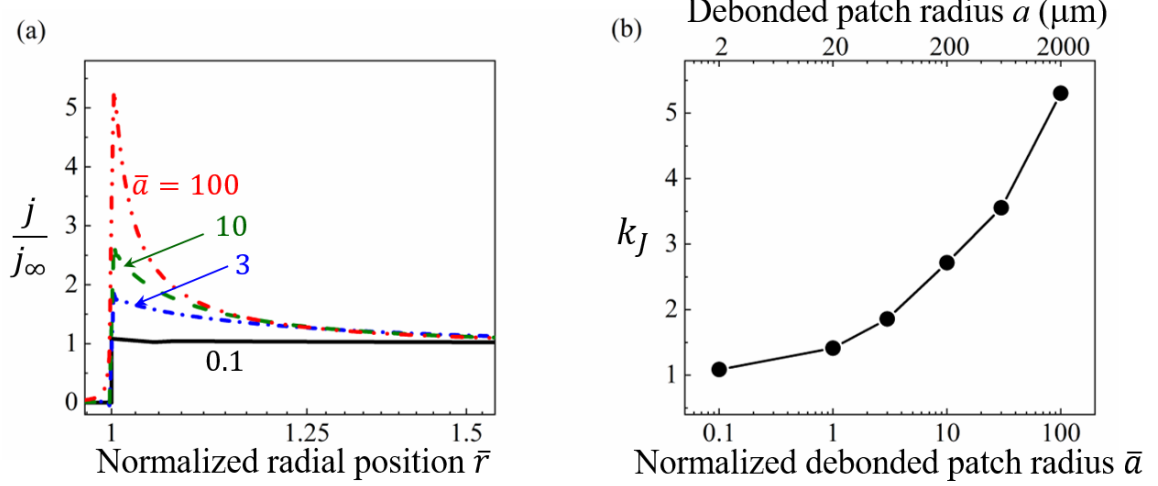 (a)
5
4
3
2
1
0
j/j∞
ā = 100
10
3
0.1
1 1.25 1.5
Normalized radial position r̄
(b)
Debonded patch radius a (μm)
2 20 200 2000
5
4
3
2
1
k_J
0.1 1 10 100
Normalized debonded patch radius ā